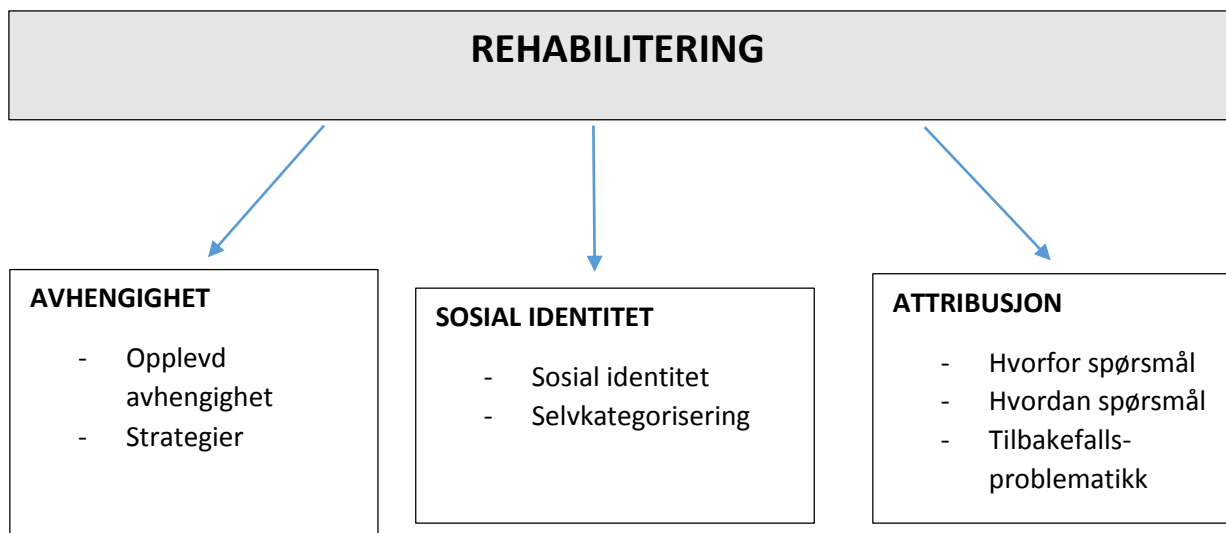 REHABILITERING
AVHENGIGHET
- Opplevd
avhengighet
- Strategier
SOSIAL IDENTITET
- Sosial identitet
- Selvkategorisering
ATTRIBUSJON
- Hvorfor spørsmål
- Hvordan spørsmål
- Tilbakefalls-
problematikk